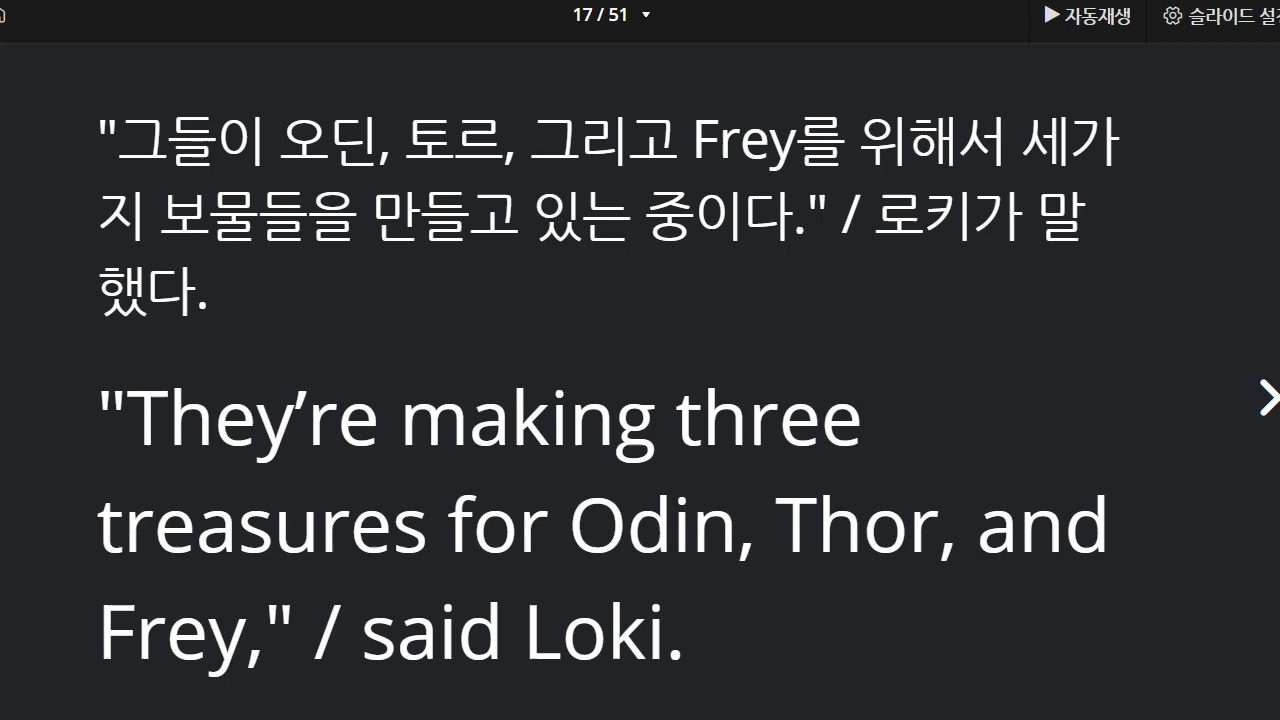 17 / 51
자동재생
슬라이드
"그들이 오딘, 토르, 그리고 Frey를 위해서 세가
지 보물들을 만들고 있는 중이다." / 로키가 말
했다.
"They’re making three
treasures for Odin, Thor, and
Frey," / said Loki.